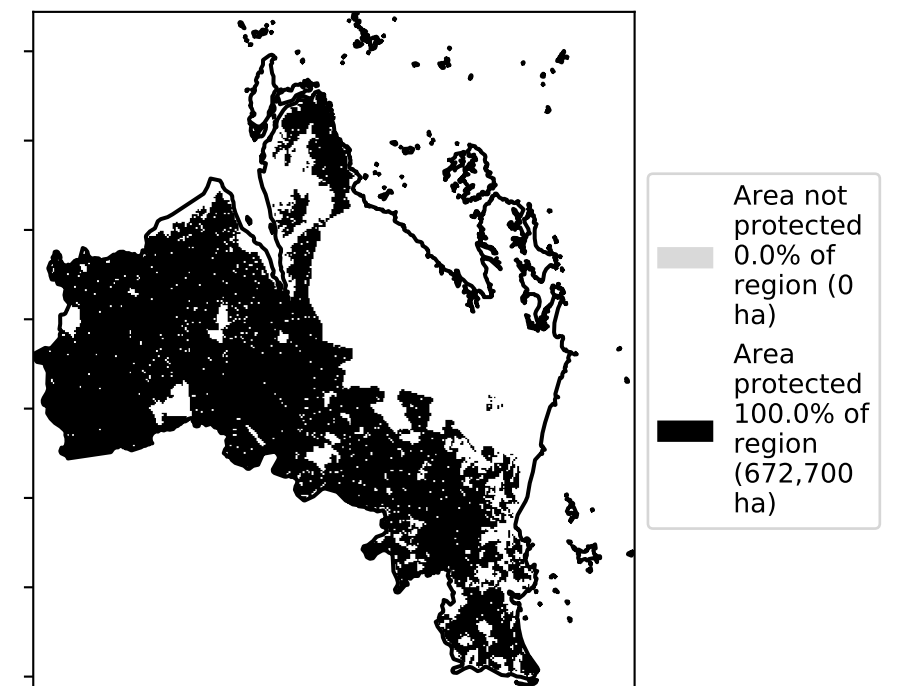 Area not
protected
0.0% of
region (0
ha)
Area
protected
100.0% of
region
(672,700
ha)